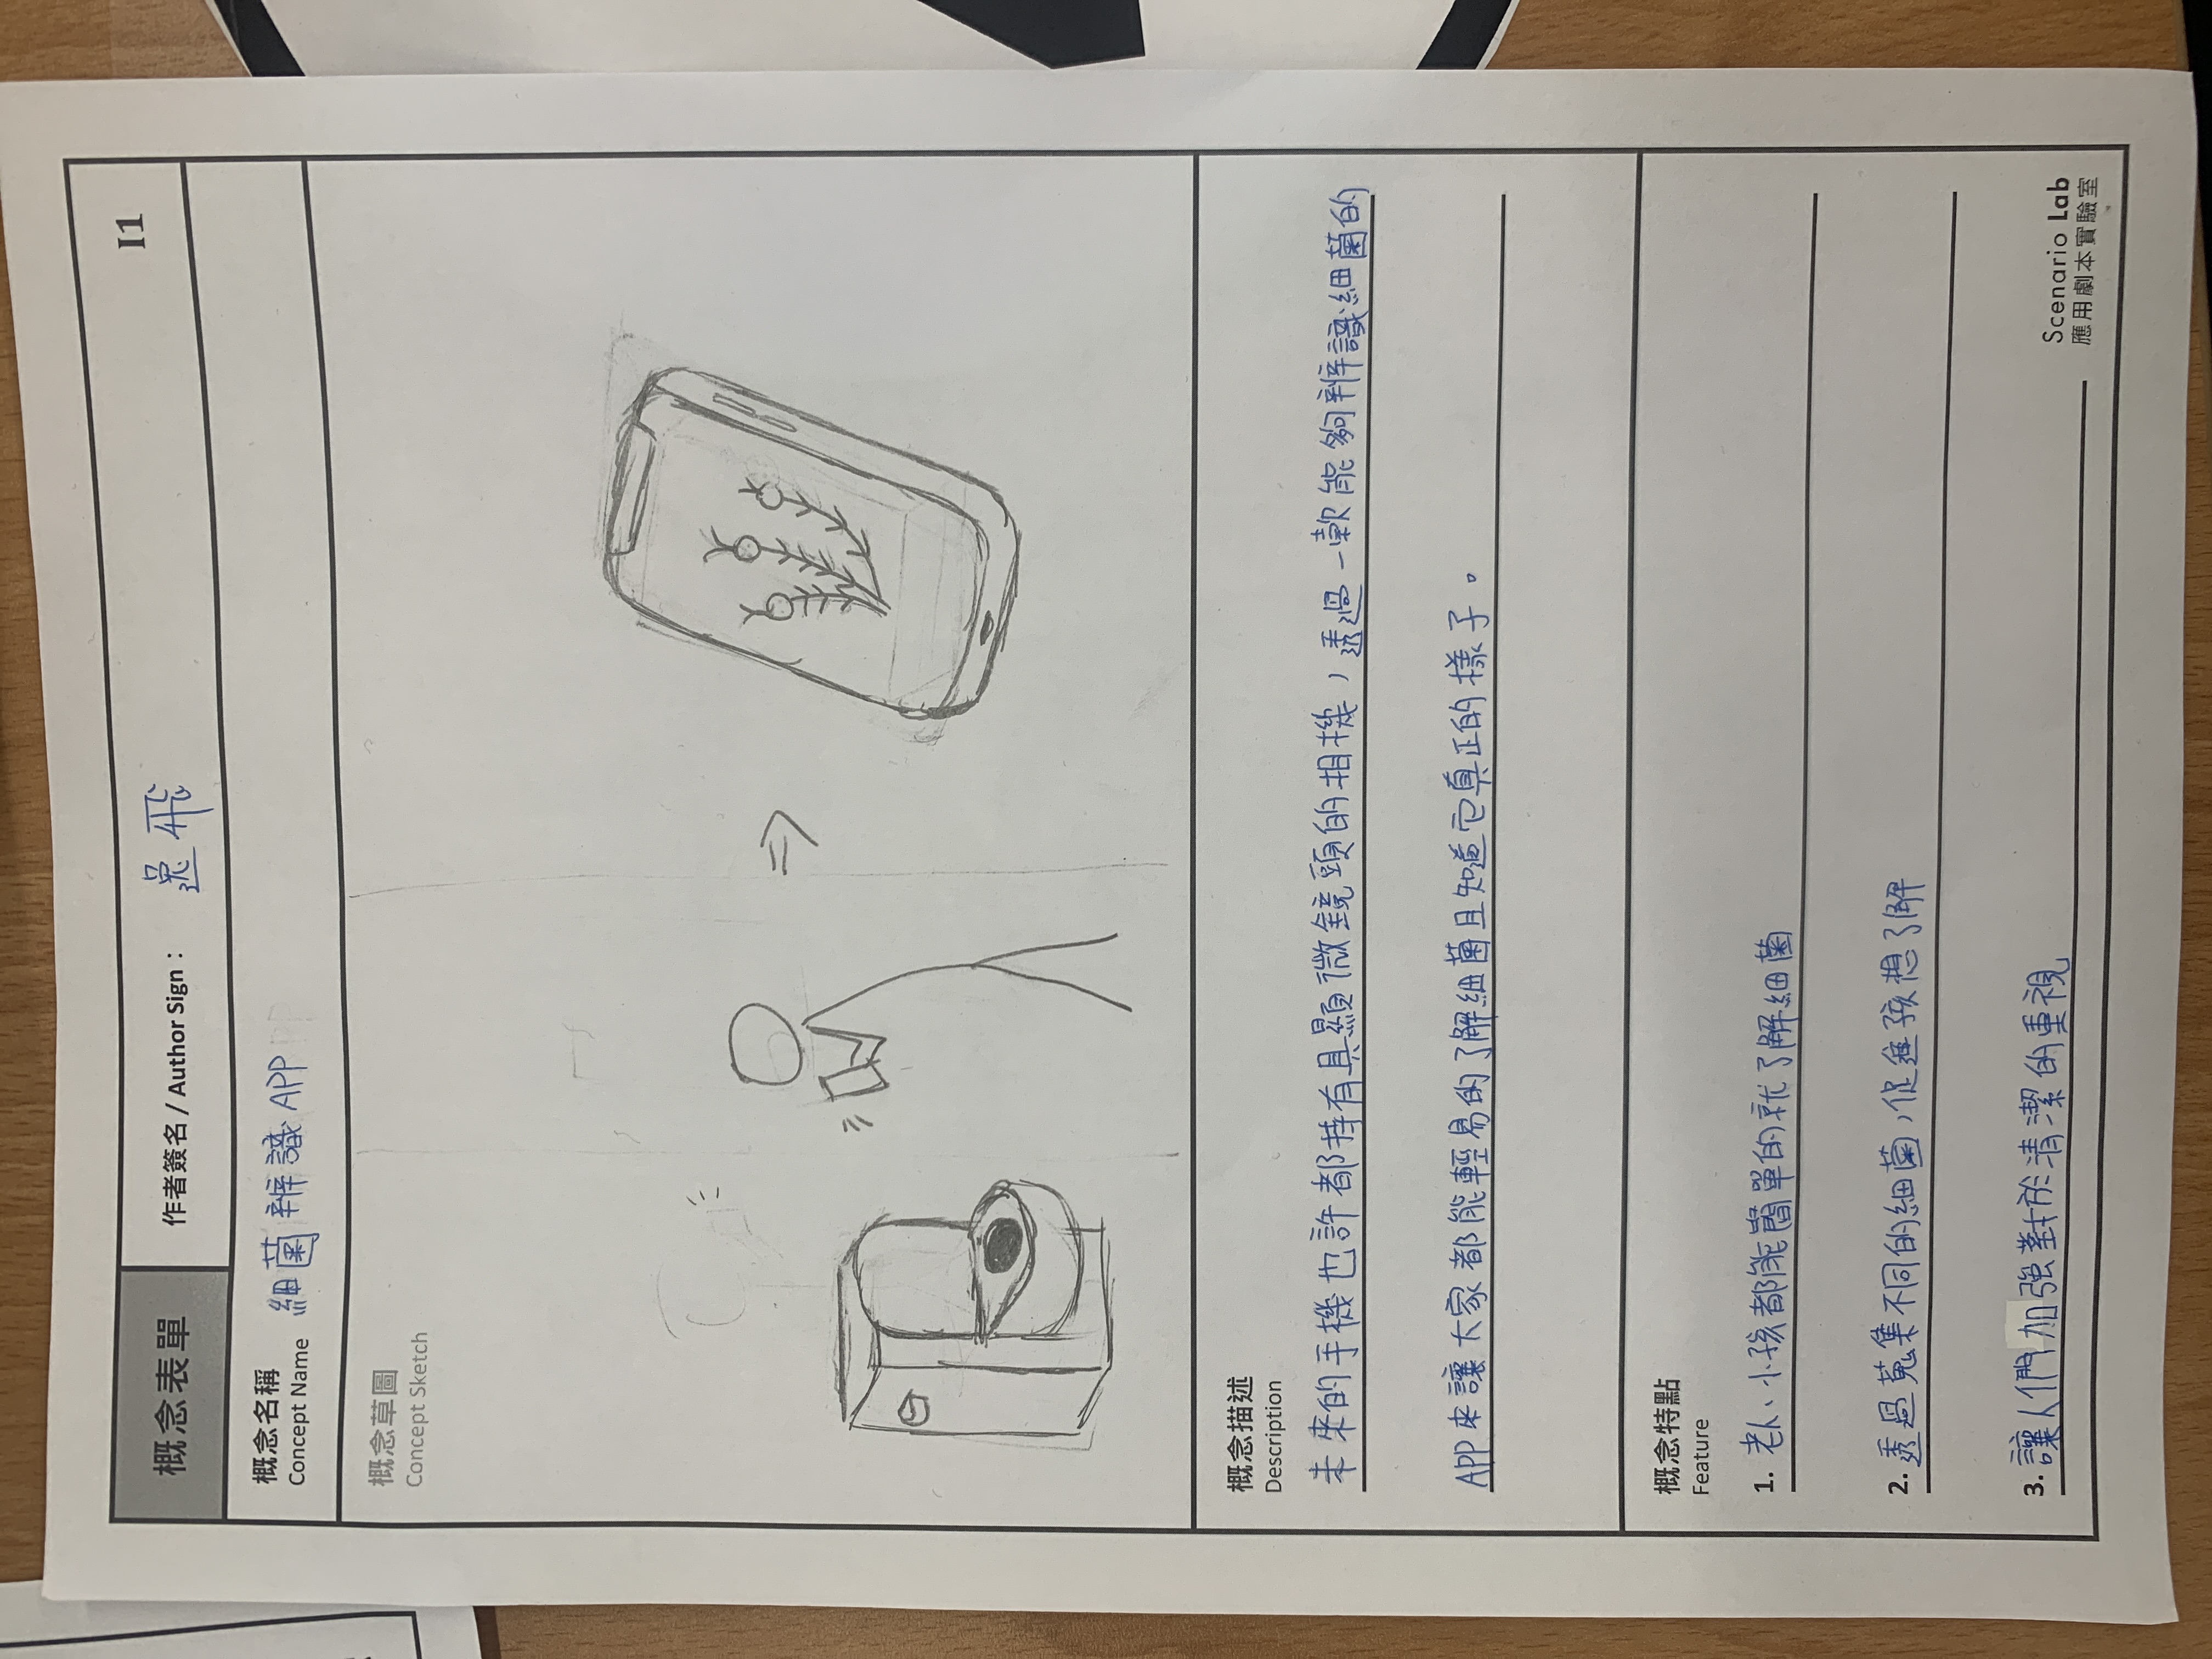 概念表單
作者簽名 / Author Sign： 逸飛
I1
概念名稱
Concept Name
細菌辨識APP
概念草圖
Concept Sketch
概念描述
Description
未來的手機也許都持有具顯微鏡頭的相機，透過一款能夠辨識細菌的
APP來讓大家都能輕易的了解細菌且知道它真正的樣子。
概念特點
Feature
1. 老人、小孩都能簡單的就了解細菌
2. 透過蒐集不同的細菌，促進孩想了解
3. 讓人們加強對於清潔的重視
Scenario Lab
應用劇本實驗室